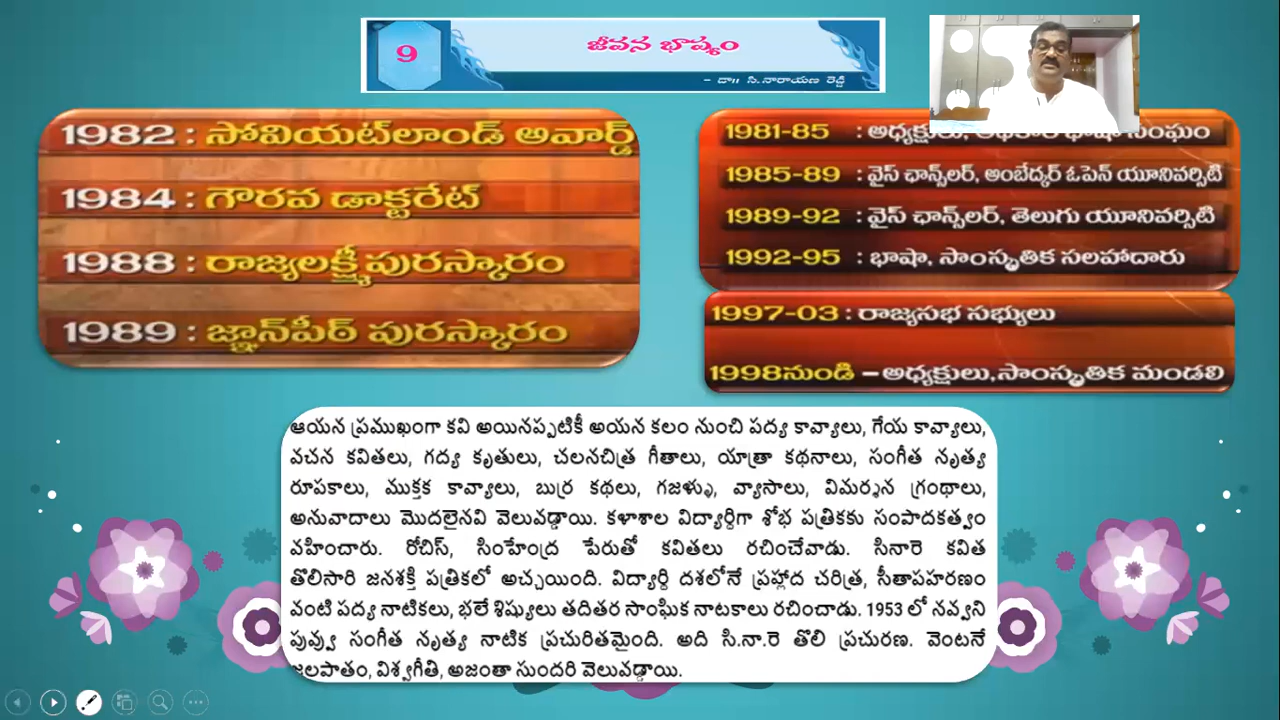 9
జీవన భాష్యం
- డా॥ సి.నారాయణ రెడ్డి
1982 : సోవియట్‌లాండ్ అవార్డ్
1984 : గౌరవ డాక్టరేట్
1988 : రాజ్యలక్ష్మీపురస్కారం
1989 : జ్ఞాన్‌పీఠ్ పురస్కారం
1981-85 : అధ్యక్షులు, అధికార భాషా సంఘం
1985-89 : వైస్ ఛాన్స్‌లర్, అంబేద్కర్ ఓపెన్ యూనివర్సిటీ
1989-92 : వైస్ ఛాన్స్‌లర్, తెలుగు యూనివర్సిటీ
1992-95 : భాషా, సాంస్కృతిక సలహాదారు
1997-03 : రాజ్యసభ సభ్యులు
1998నుండి – అధ్యక్షులు,సాంస్కృతిక మండలి
ఆయన ప్రముఖంగా కవి అయినప్పటికీ అయన కలం నుంచి పద్య కావ్యాలు, గేయ కావ్యాలు,
వచన కవితలు, గద్య కృతులు, చలనచిత్ర గీతాలు, యాత్రా కథనాలు, సంగీత నృత్య
రూపకాలు, ముక్తక కావ్యాలు, బుర్ర కథలు, గజళ్ళు, వ్యాసాలు, విమర్శన గ్రంథాలు,
అనువాదాలు మొదలైనవి వెలువడ్డాయి. కళాశాల విద్యార్థిగా శోభ పత్రికకు సంపాదకత్వం
వహించారు. రోచిస్, సింహేంద్ర పేరుతో కవితలు రచించేవాడు. సినారె కవిత
తొలిసారి జనశక్తి పత్రికలో అచ్చయింది. విద్యార్థి దశలోనే ప్రహ్లాద చరిత్ర, సీతాపహరణం
వంటి పద్య నాటికలు, భలే శిష్యులు తదితర సాంఘిక నాటకాలు రచించాడు. 1953 లో నవ్వని
పువ్వు సంగీత నృత్య నాటిక ప్రచురితమైంది. అది సి.నా.రె తొలి ప్రచురణ. వెంటనే
జలపాతం, విశ్వగీతి, అజంతా సుందరి వెలువడ్డాయి.